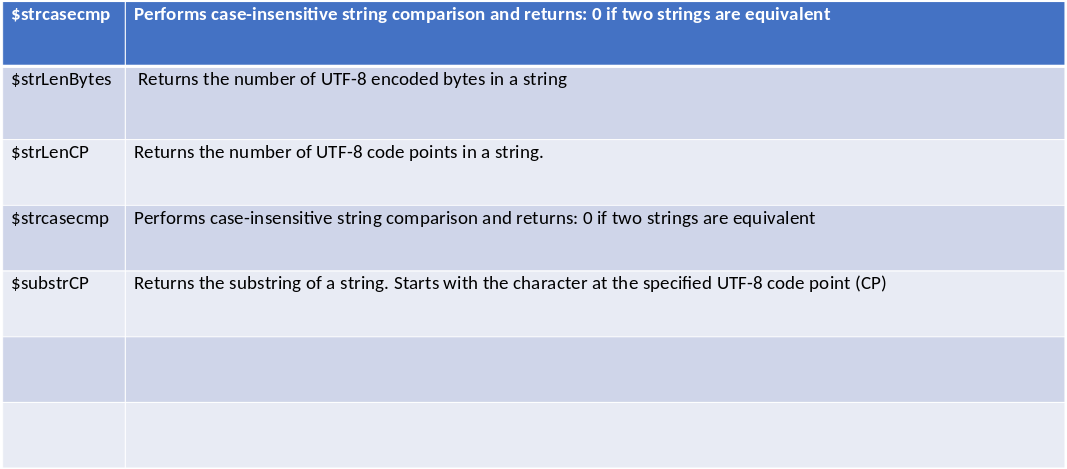 $strcasecmp Performs case-insensitive string comparison and returns: 0 if two strings are equivalent
$strLenBytes Returns the number of UTF-8 encoded bytes in a string
$strLenCP Returns the number of UTF-8 code points in a string.
$strcasecmp Performs case-insensitive string comparison and returns: 0 if two strings are equivalent
$substrCP Returns the substring of a string. Starts with the character at the specified UTF-8 code point (CP)